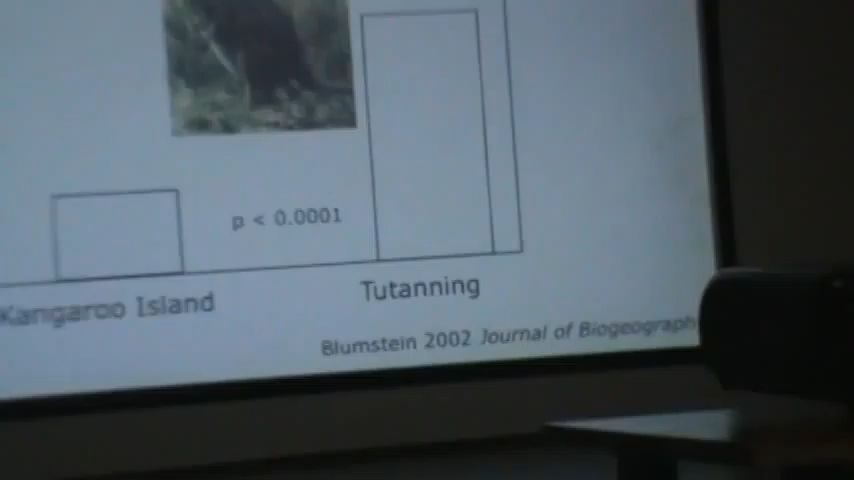 p < 0.0001
Kangaroo Island
Tutanning
Blumstein 2002 Journal of Biogeograph